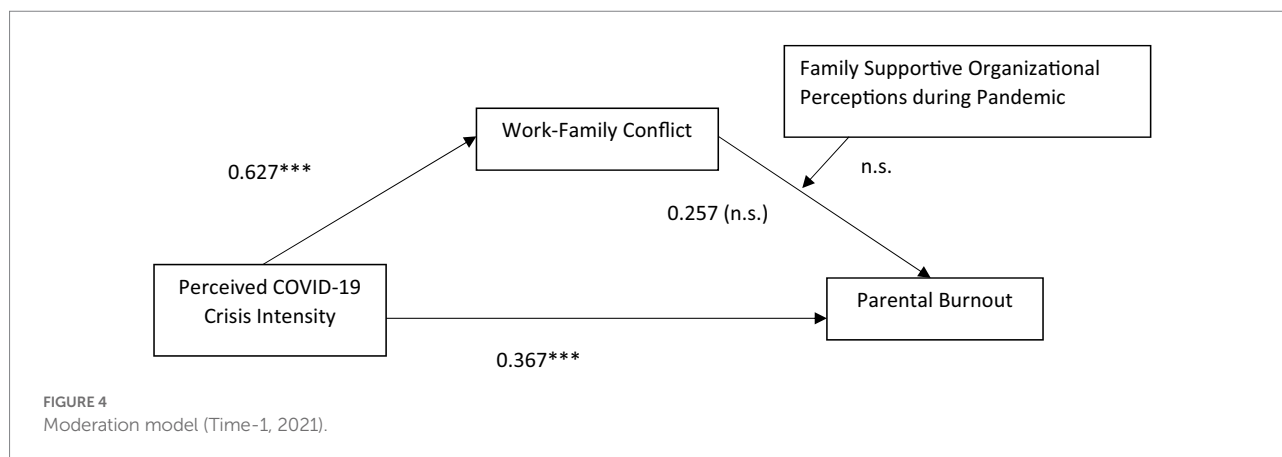 Family Supportive Organizational
Perceptions during Pandemic
Work-Family Conflict
n.s.
0.627***
0.257 (n.s.)
Perceived COVID-19
Crisis Intensity
Parental Burnout
0.367***
FIGURE 4
Moderation model (Time-1, 2021).